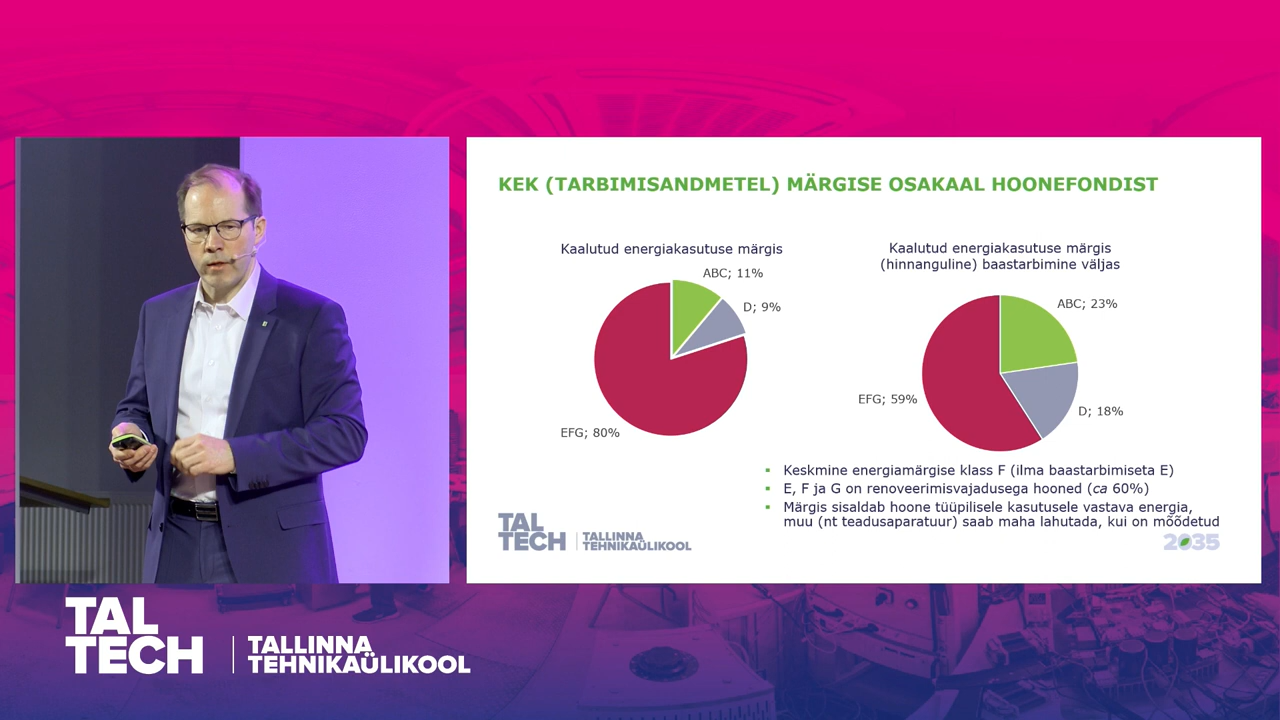 KEK (TARBIMISANDMETEL) MÄRGISE OSAKAAL HOONEFONDIST
Kaalutud energiakasutuse märgis
ABC; 11%
D; 9%
EFG; 80%
Kaalutud energiakasutuse märgis
(hinnanguline) baastarbimine väljas
ABC; 23%
EFG; 59%
D; 18%
Keskmine energiamärgise klass F (ilma baastarbimiseta E)
E, F ja G on renoveerimisvajadusega hooned (ca 60%)
Märgis sisaldab hoone tüüpilisele kasutusele vastava energia,
muu (nt teadusaparatuur) saab maha lahutada, kui on mõõdetud
TAL
TECH
TALLINNA
TEHNIKAÜLIKOOL
2035
TAL
TECH
TALLINNA
TEHNIKAÜLIKOOL